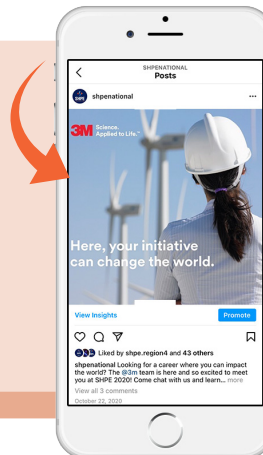 SHPENATIONAL
Posts
SHPE
shpenational
3M Science.
Applied to Life.™
Here, your initiative
can change the world.
View Insights
Promote
Liked by shpe.region4 and 43 others
shpenational Looking for a career where you can impact
the world? The @3m team is here and so excited to meet
you at SHPE 2020! Come chat with us and learn... more
View all 3 comments
October 22, 2020